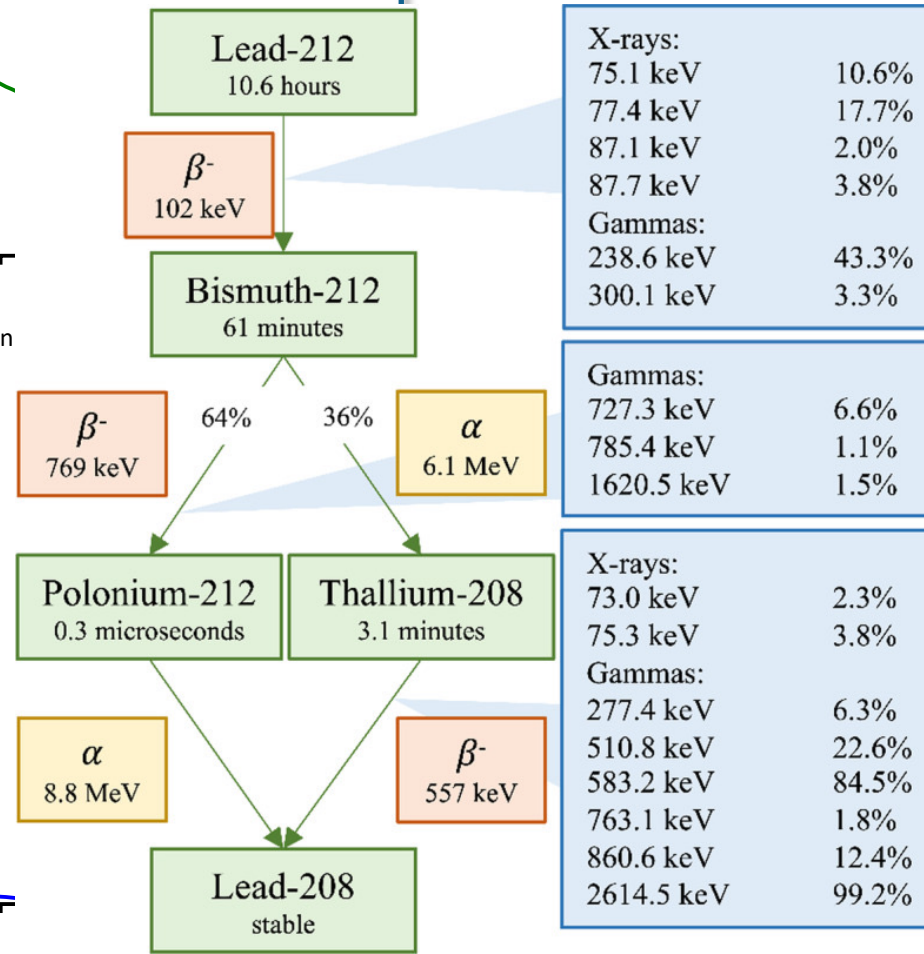 Lead-212
10.6 hours
β-
102 keV
X-rays:
75.1 keV 10.6%
77.4 keV 17.7%
87.1 keV 2.0%
87.7 keV 3.8%
Gammas:
238.6 keV 43.3%
300.1 keV 3.3%
Bismuth-212
61 minutes
n
β-
769 keV
64%
36%
α
6.1 MeV
Gammas:
727.3 keV 6.6%
785.4 keV 1.1%
1620.5 keV 1.5%
Polonium-212
0.3 microseconds
Thallium-208
3.1 minutes
X-rays:
73.0 keV 2.3%
75.3 keV 3.8%
Gammas:
277.4 keV 6.3%
510.8 keV 22.6%
583.2 keV 84.5%
763.1 keV 1.8%
860.6 keV 12.4%
2614.5 keV 99.2%
α
8.8 MeV
β-
557 keV
Lead-208
stable